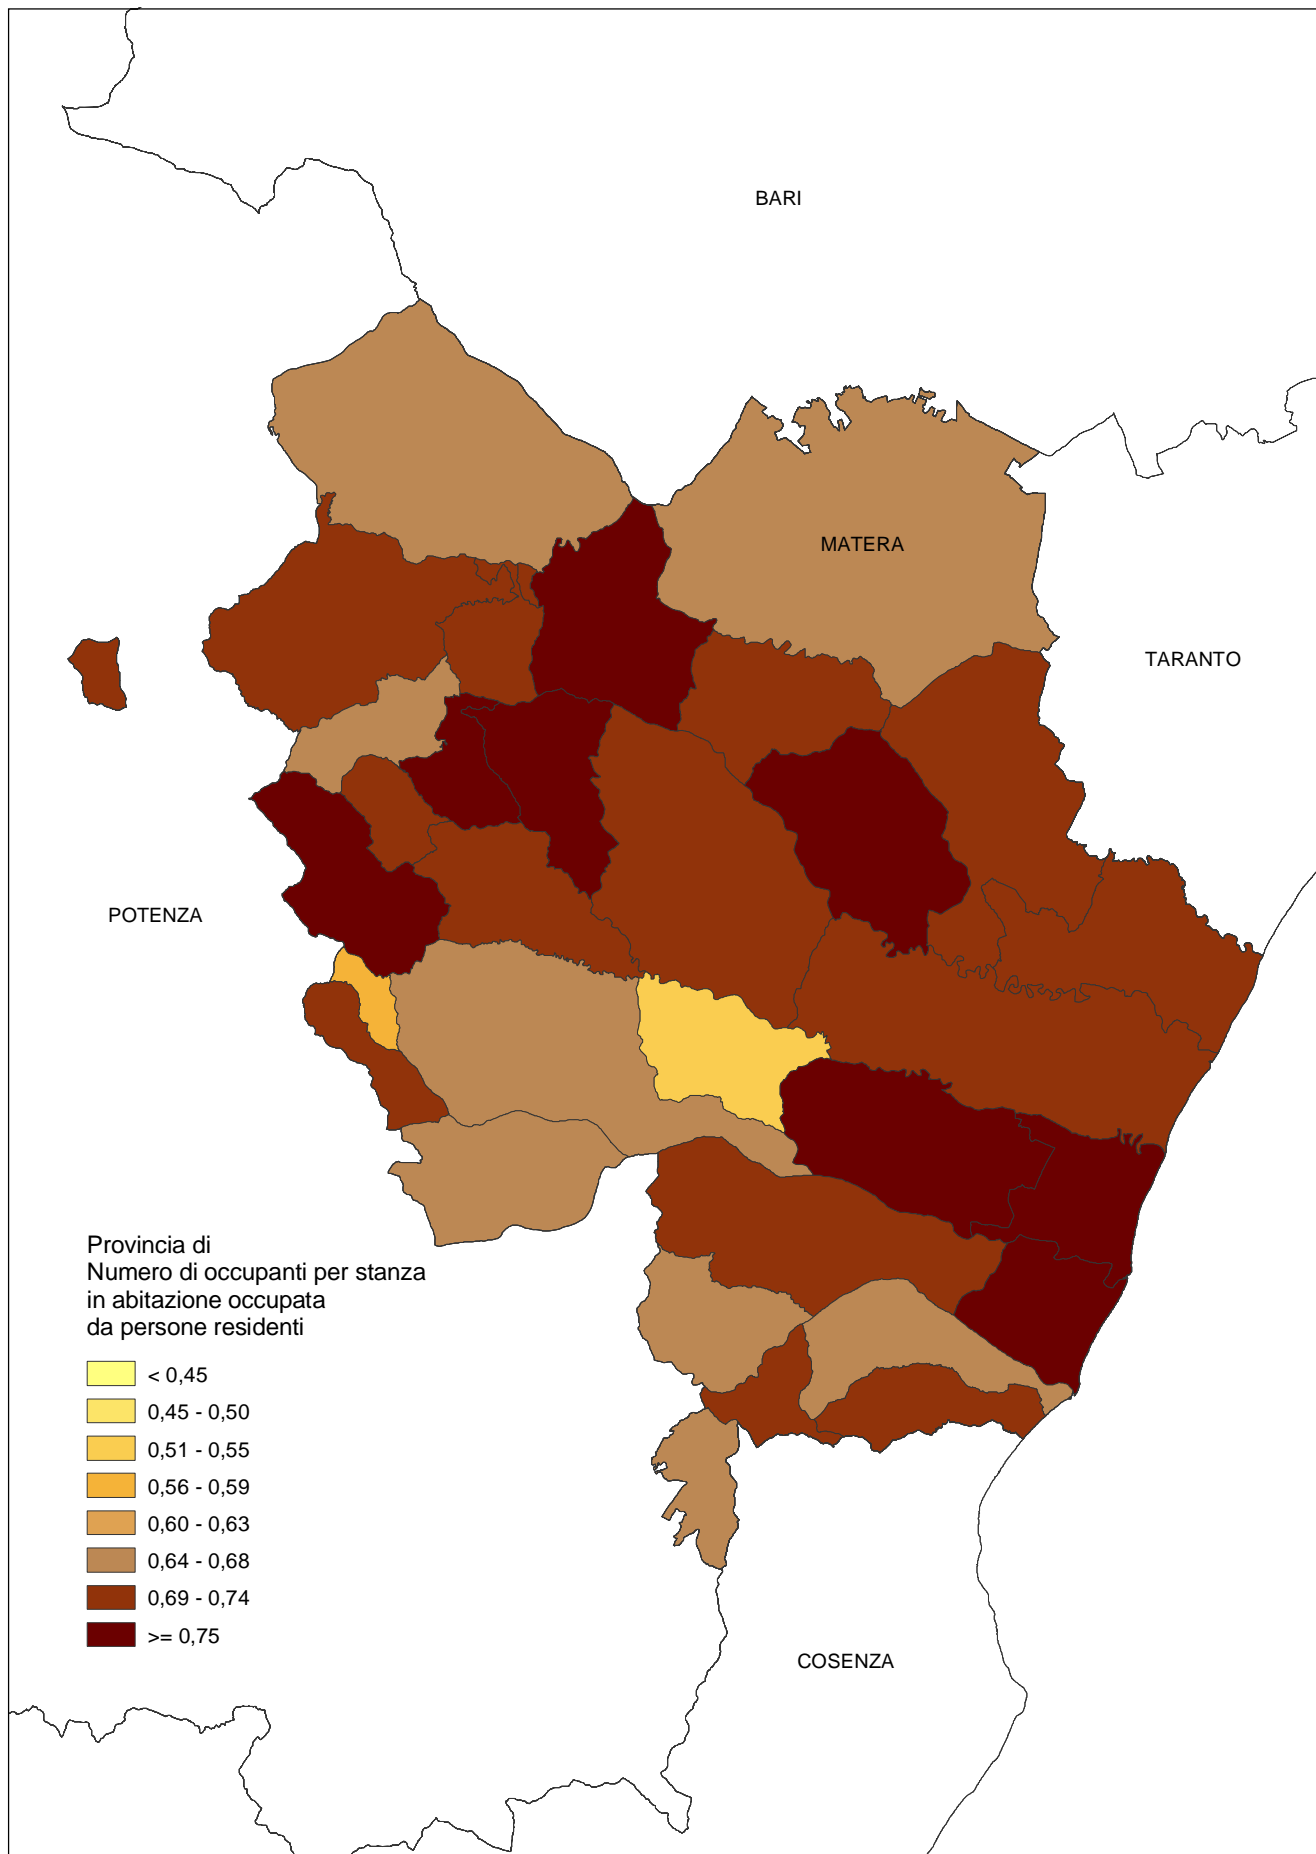 BARI
MATERA
TARANTO
POTENZA
Provincia di
Numero di occupanti per stanza
in abitazione occupata
da persone residenti
< 0,45
0,45 - 0,50
0,51 - 0,55
0,56 - 0,59
0,60 - 0,63
0,64 - 0,68
0,69 - 0,74
>= 0,75
COSENZA